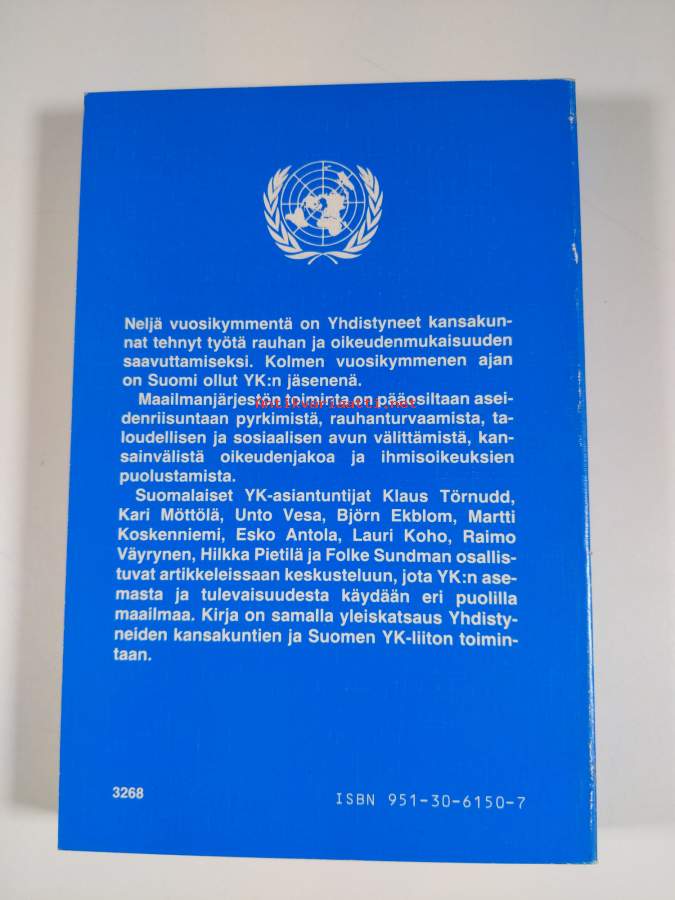 Neljä vuosikymmentä on Yhdistyneet kansakun-
nat tehnyt työtä rauhan ja oikeudenmukaisuuden
saavuttamiseksi. Kolmen vuosikymmenen ajan
on Suomi ollut YK:n jäsenenä.
Maailmanjärjestön toiminta on pääosiltaan asei-
denriisuntaan pyrkimistä, rauhanturvaamista, ta-
loudellisen ja sosiaalisen avun välittämistä, kan-
sainvälistä oikeudenjakoa ja ihmisoikeuksien
puolustamista.
Suomalaiset YK-asiantuntijat Klaus Törnudd,
Kari Möttölä, Unto Vesa, Björn Ekblom, Martti
Koskenniemi, Esko Antola, Lauri Koho, Raimo
Väyrynen, Hilkka Pietilä ja Folke Sundman osallis-
tuvat artikkeleissaan keskusteluun, jota YK:n ase-
masta ja tulevaisuudesta käydään eri puolilla
maailmaa. Kirja on samalla yleiskatsaus Yhdisty-
neiden kansakuntien ja Suomen YK-liiton toimin-
taan.
3268
ISBN 951-30-6150-7
Antikvariaatti.net